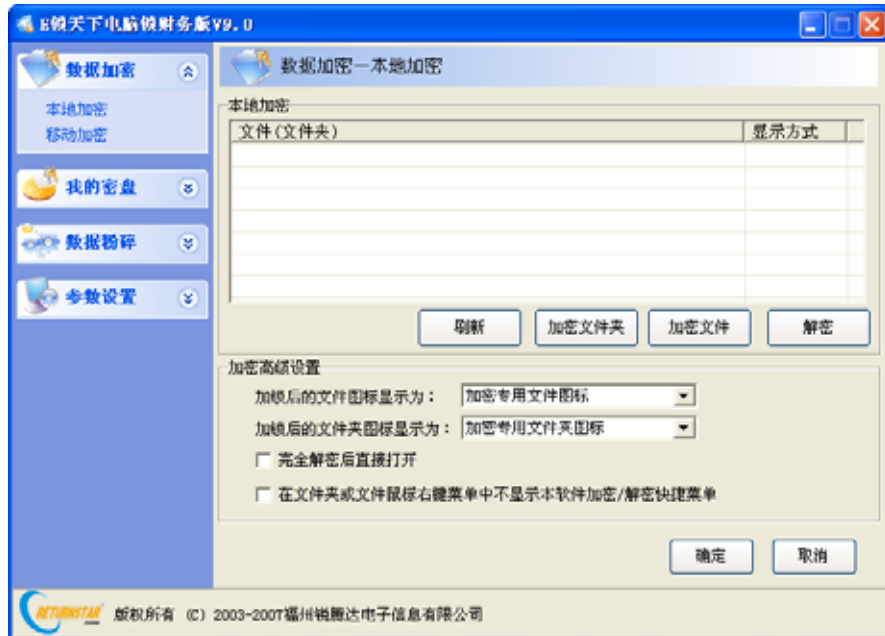 E锁天下电脑锁财务版V9.0
数据加密
本地加密
移动加密
我的密盘
数据粉碎
参数设置
数据加密—本地加密
本地加密
文件(文件夹) 显示方式
刷新 加密文件夹 加密文件 解密
加密高级设置
加锁后的文件图标显示为： 加密专用文件图标
加锁后的文件夹图标显示为： 加密专用文件夹图标
完全解密后直接打开
在文件夹或文件鼠标右键菜单中不显示本软件加密/解密快捷菜单
确定 取消
RETURNSTAR 版权所有 (C) 2003-2007福州锐腾达电子信息有限公司